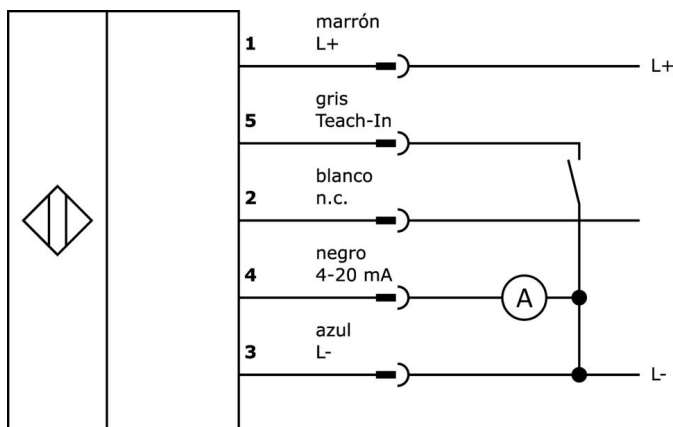 marrón
1 L+
L+
gris
5 Teach-In
blanco
2 n.c.
negro
4 4-20 mA
A
azul
3 L-
L-